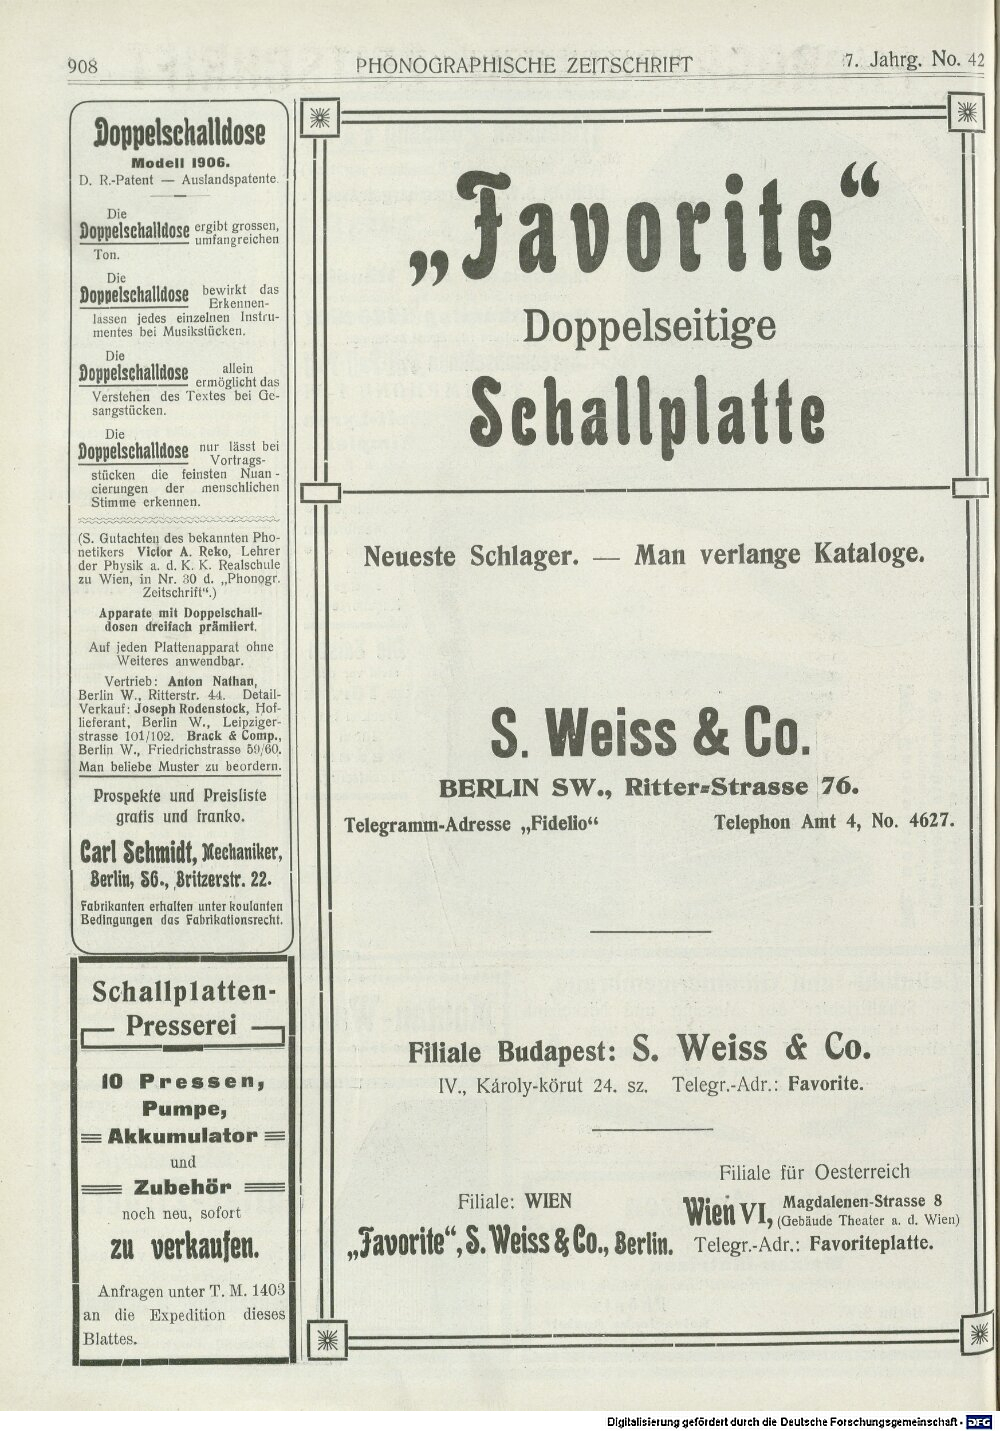 908
PHONOGRAPHISCHE ZEITSCHRIFT
7. Jahrg. No. 42
Doppelschalldose
Modell 1906.
D. R.-Patent — Auslandspatente.
Die
Doppelschalldose ergibt grossen,
umfangreichen
Ton.
Die
Doppelschalldose bewirkt das
Erkennen-
lassen jedes einzelnen Instru-
mentes bei Musikstücken.
Die
Doppelschalldose allein
ermöglicht das
Verstehen des Textes bei Ge-
sangstücken.
Die
Doppelschalldose nur lässt bei
Vortrags-
stücken die feinsten Nuan-
cierungen der menschlichen
Stimme erkennen.
(S. Gutachten des bekannten Pho-
netikers Victor A. Reko, Lehrer
der Physik a. d. K. K. Realschule
zu Wien, in Nr. 30 d. „Phonogr.
Zeitschrift“.)
Apparate mit Doppelschall-
dosen dreifach prämiiert.
Auf jeden Plattenapparat ohne
Weiteres anwendbar.
Vertrieb: Anton Nathan,
Berlin W., Ritterstr. 44. Detail-
Verkauf: Joseph Rodenstock, Hof-
lieferant, Berlin W., Leipziger-
strasse 101/102. Brack & Comp.,
Berlin W., Friedrichstrasse 59/60.
Man beliebe Muster zu beordern.
Prospekte und Preisliste
gratis und franko.
Carl Schmidt, Mechaniker,
Berlin, SO., Britzerstr. 22.
Fabrikanten erhalten unter koulanten
Bedingungen das Fabrikationsrecht.
Schallplatten-
Presserei
10 Pressen,
Pumpe,
Akkumulator
und
Zubehör
noch neu, sofort
zu verkaufen.
Anfragen unter T. M. 1403
an die Expedition dieses
Blattes.
„Favorite“
Doppelseitige
Schallplatte
Neueste Schlager. — Man verlange Kataloge.
S. Weiss & Co.
BERLIN SW., Ritter-Strasse 76.
Telegramm-Adresse „Fidelio“ Telephon Amt 4, No. 4627.
Filiale Budapest: S. Weiss & Co.
IV., Károly-körut 24. sz. Telegr.-Adr.: Favorite.
Filiale: WIEN
„Favorite“, S. Weiss & Co., Berlin.
Filiale für Oesterreich
Wien VI, Magdalenen-Strasse 8
(Gebäude Theater a. d. Wien)
Telegr.-Adr.: Favoriteplatte.
Digitalisierung gefördert durch die Deutsche Forschungsgemeinschaft - DFG